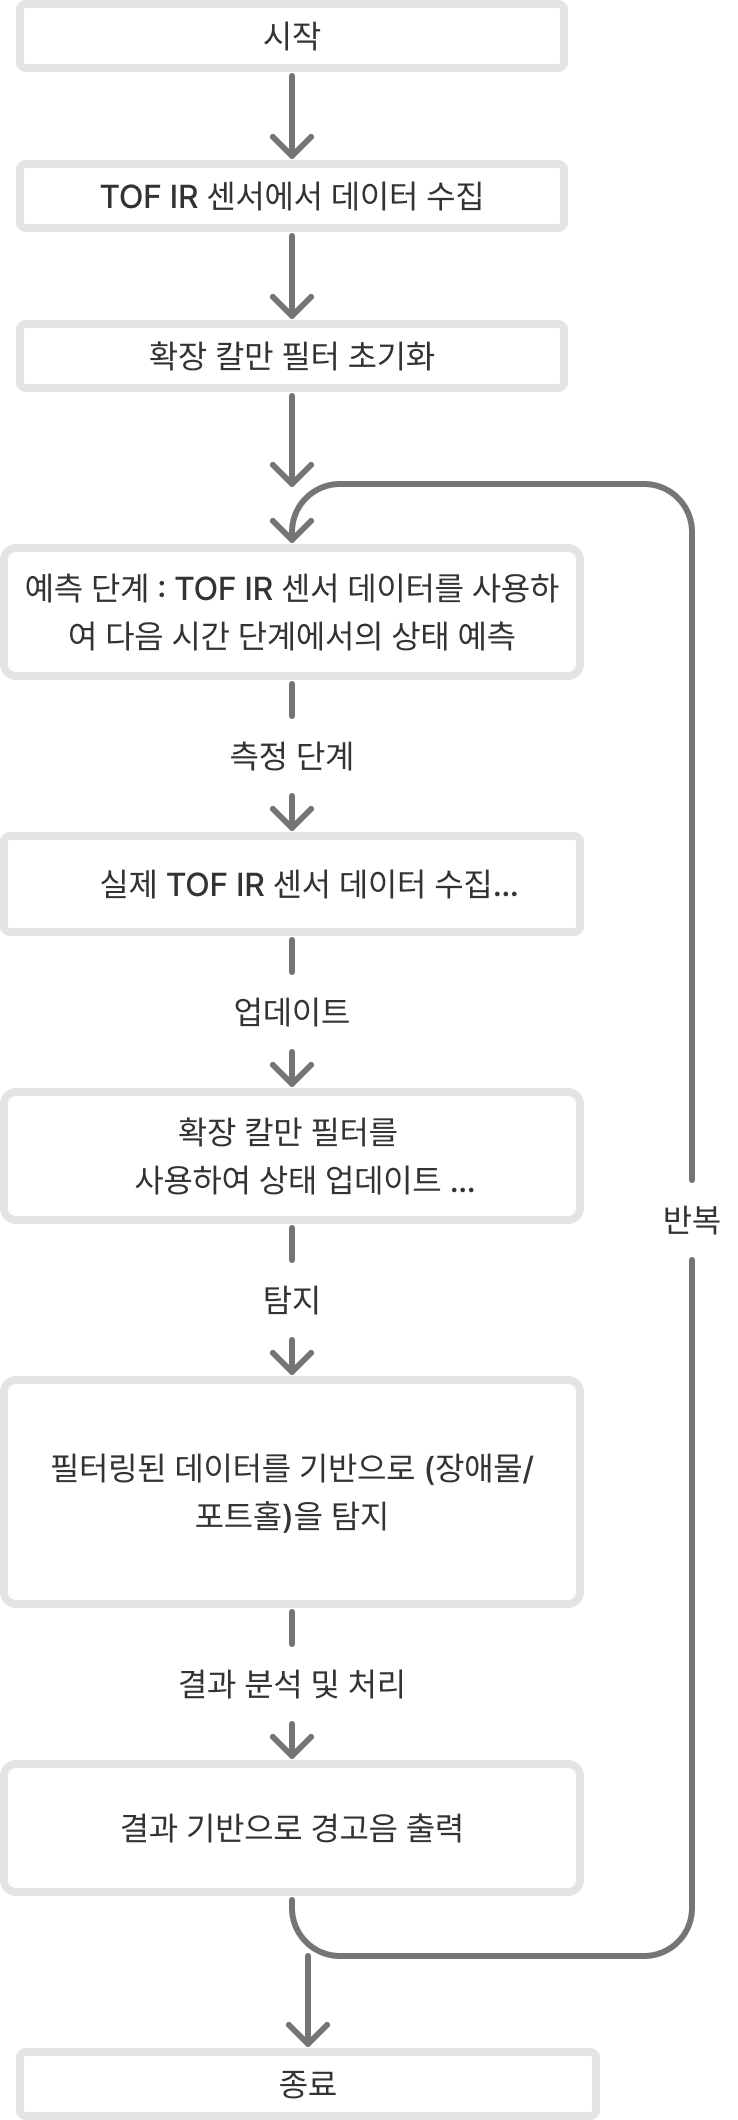 시작
TOF IR 센서에서 데이터 수집
확장 칼만 필터 초기화
예측 단계 : TOF IR 센서 데이터를 사용하
여 다음 시간 단계에서의 상태 예측
측정 단계
실제 TOF IR 센서 데이터 수집...
업데이트
확장 칼만 필터를
사용하여 상태 업데이트 ...
반복
탐지
필터링된 데이터를 기반으로 (장애물/
포트홀)을 탐지
결과 분석 및 처리
결과 기반으로 경고음 출력
종료